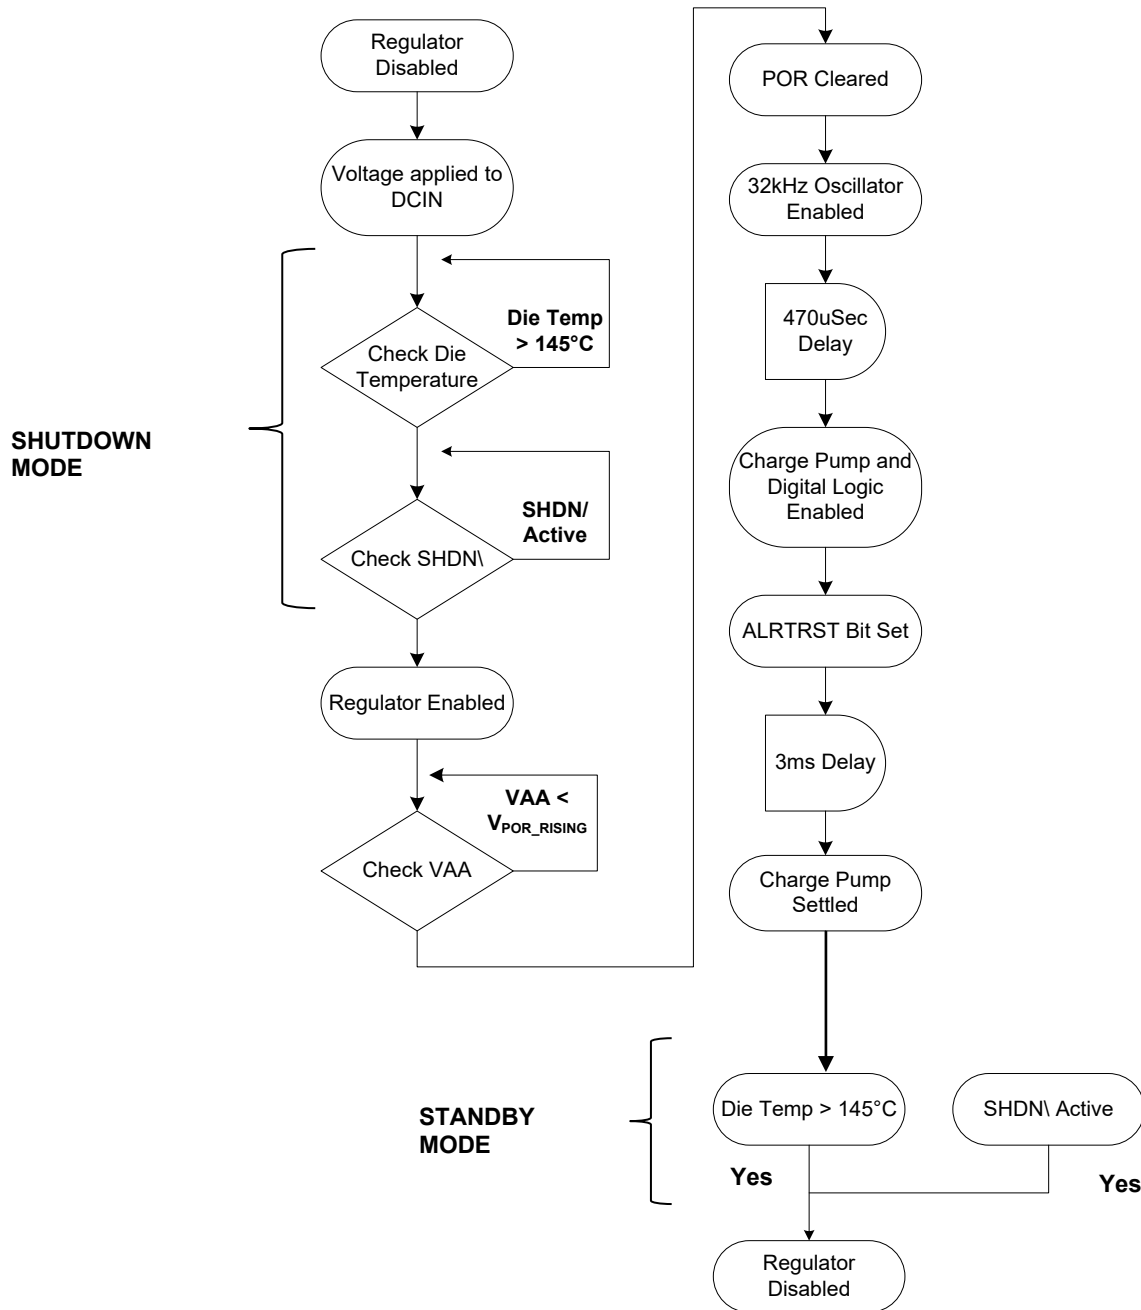 Regulator
Disabled
Voltage applied to
DCIN
Die Temp
> 145°C
Check Die
Temperature
SHUTDOWN
MODE
SHDN/
Active
Check SHDN\
Regulator Enabled
VAA <
VPOR_RISING
Check VAA
POR Cleared
32kHz Oscillator
Enabled
470uSec
Delay
Charge Pump and
Digital Logic
Enabled
ALRTRST Bit Set
3ms Delay
Charge Pump
Settled
STANDBY
MODE
Die Temp > 145°C
SHDN\ Active
Yes
Yes
Regulator
Disabled